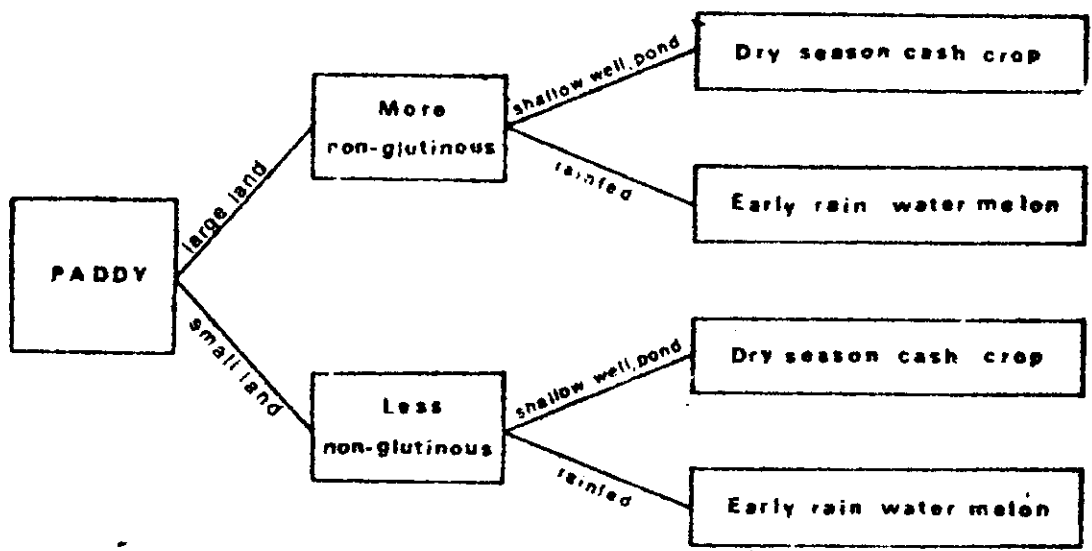 PADDY
large land
small land
More
non-glutinous
Less
non-glutinous
shallow well, pond
rainfed
shallow well, pond
rainfed
Dry season cash crop
Early rain water melon
Dry season cash crop
Early rain water melon